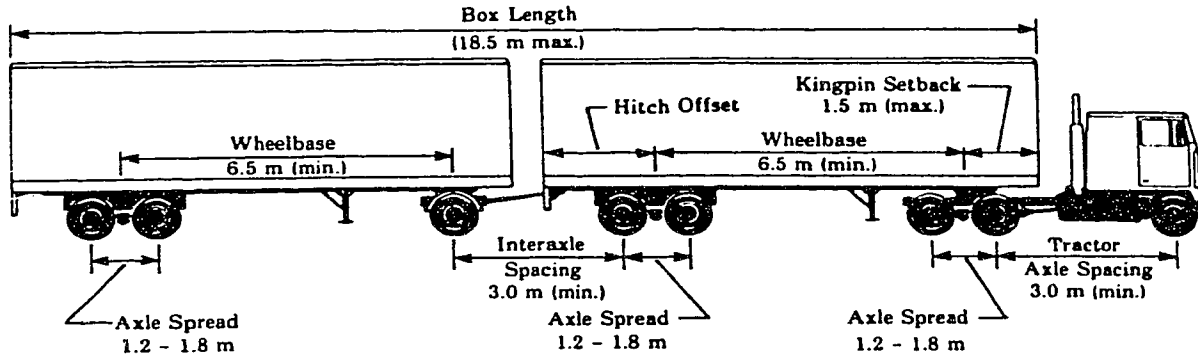 Box Length
(18.5 m max.)
Hitch Offset
Kingpin Setback
1.5 m (max.)
Wheelbase
6.5 m (min.)
Wheelbase
6.5 m (min.)
Interaxle
Spacing
3.0 m (min.)
Tractor
Axle Spacing
3.0 m (min.)
Axle Spread
1.2 - 1.8 m
Axle Spread
1.2 - 1.8 m
Axle Spread
1.2 - 1.8 m